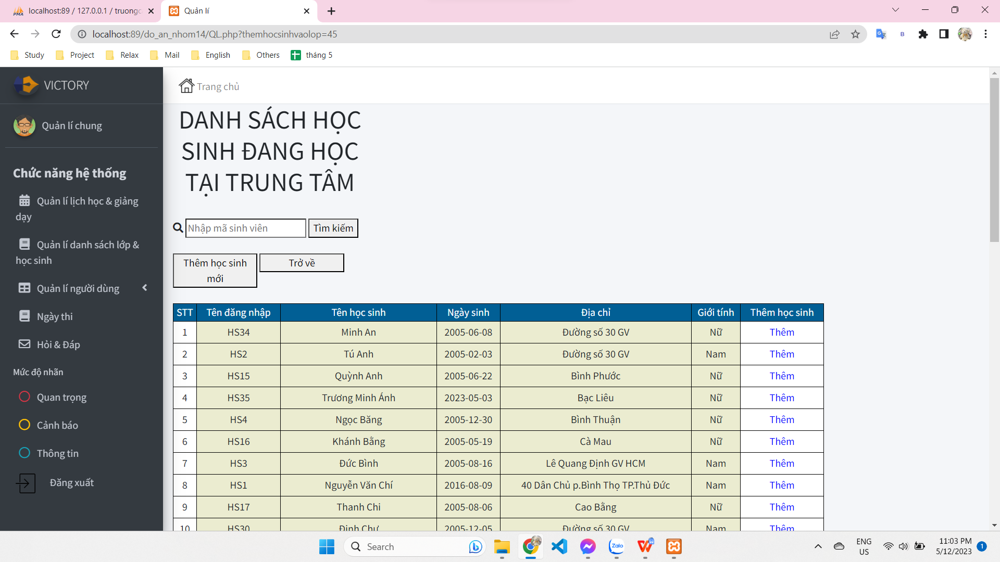 localhost:89 / 127.0.0.1 / truongc
Quản lí
localhost:89/do_an_nhom14/QL.php?themhocsinhvaolop=45
Study
Project
Relax
Mail
English
Others
tháng 5
VICTORY
Trang chủ
Quản lí chung
Chức năng hệ thống
Quản lí lịch học & giảng
dạy
Quản lí danh sách lớp &
học sinh
Quản lí người dùng
Ngày thi
Hỏi & Đáp
Mức độ nhãn
Quan trọng
Cảnh báo
Thông tin
Đăng xuất
DANH SÁCH HỌC
SINH ĐANG HỌC
TẠI TRUNG TÂM
Nhập mã sinh viên
Tìm kiếm
Thêm học sinh
mới
Trở về
STT Tên đăng nhập Tên học sinh Ngày sinh Địa chỉ Giới tính Thêm học sinh
1 HS34 Minh An 2005-06-08 Đường số 30 GV Nữ Thêm
2 HS2 Tú Anh 2005-02-03 Đường số 30 GV Nam Thêm
3 HS15 Quỳnh Anh 2005-06-22 Bình Phước Nữ Thêm
4 HS35 Trương Minh Ánh 2023-05-03 Bạc Liêu Nữ Thêm
5 HS4 Ngọc Băng 2005-12-30 Bình Thuận Nữ Thêm
6 HS16 Khánh Bằng 2005-05-19 Cà Mau Nữ Thêm
7 HS3 Đức Bình 2005-08-16 Lê Quang Định GV HCM Nam Thêm
8 HS1 Nguyễn Văn Chí 2016-08-09 40 Dân Chủ p.Bình Thọ TP.Thủ Đức Nam Thêm
9 HS17 Thanh Chi 2005-08-06 Cao Bằng Nữ Thêm
10 HS30 Đinh Chư 2005-12-05 Đường số 30 GV Nam Thêm
Search
Zalo
ENG
US
11:03 PM
5/12/2023
1